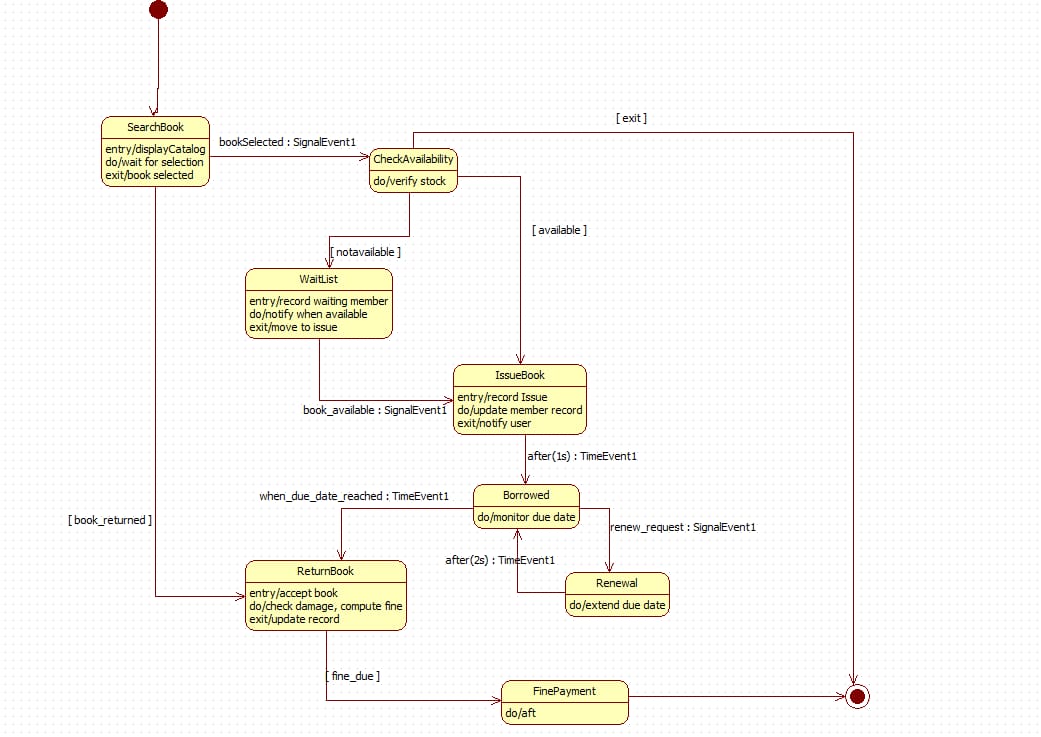 [ exit ]
SearchBook
entry/displayCatalog
do/wait for selection
exit/book selected
bookSelected : SignalEvent1
CheckAvailability
do/verify stock
[ available ]
[ notavailable ]
WaitList
entry/record waiting member
do/notify when available
exit/move to issue
book_available : SignalEvent1
IssueBook
entry/record Issue
do/update member record
exit/notify user
after(1s) : TimeEvent1
when_due_date_reached : TimeEvent1
Borrowed
do/monitor due date
[ book_returned ]
renew_request : SignalEvent1
after(2s) : TimeEvent1
ReturnBook
entry/accept book
do/check damage, compute fine
exit/update record
Renewal
do/extend due date
[ fine_due ]
FinePayment
do/aft